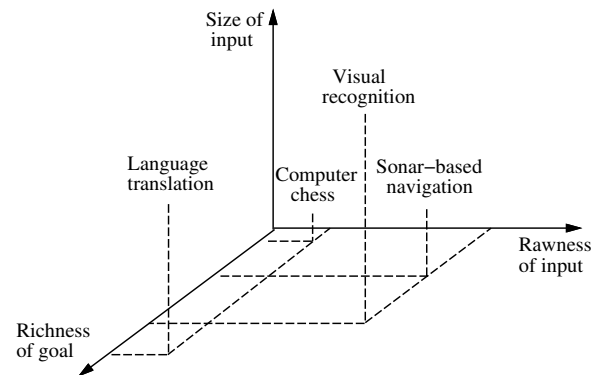 Size of
input
Visual
recognition
Language
translation
Computer
chess
Sonar−based
navigation
Rawness
of input
Richness
of goal